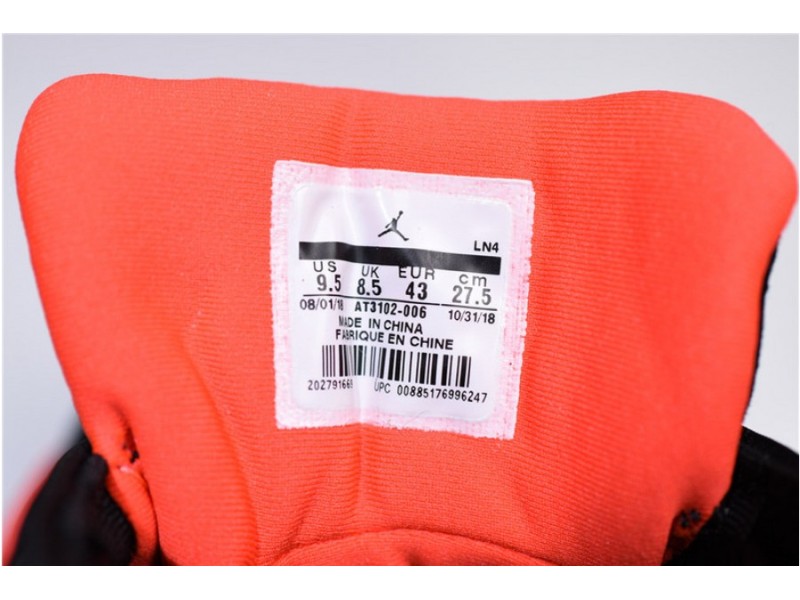 LN4
US UK EUR cm
9.5 8.5 43 27.5
08/01/18 AT3102-006 10/31/18
MADE IN CHINA
FABRIQUE EN CHINE
202791669 UPC 00885176996247